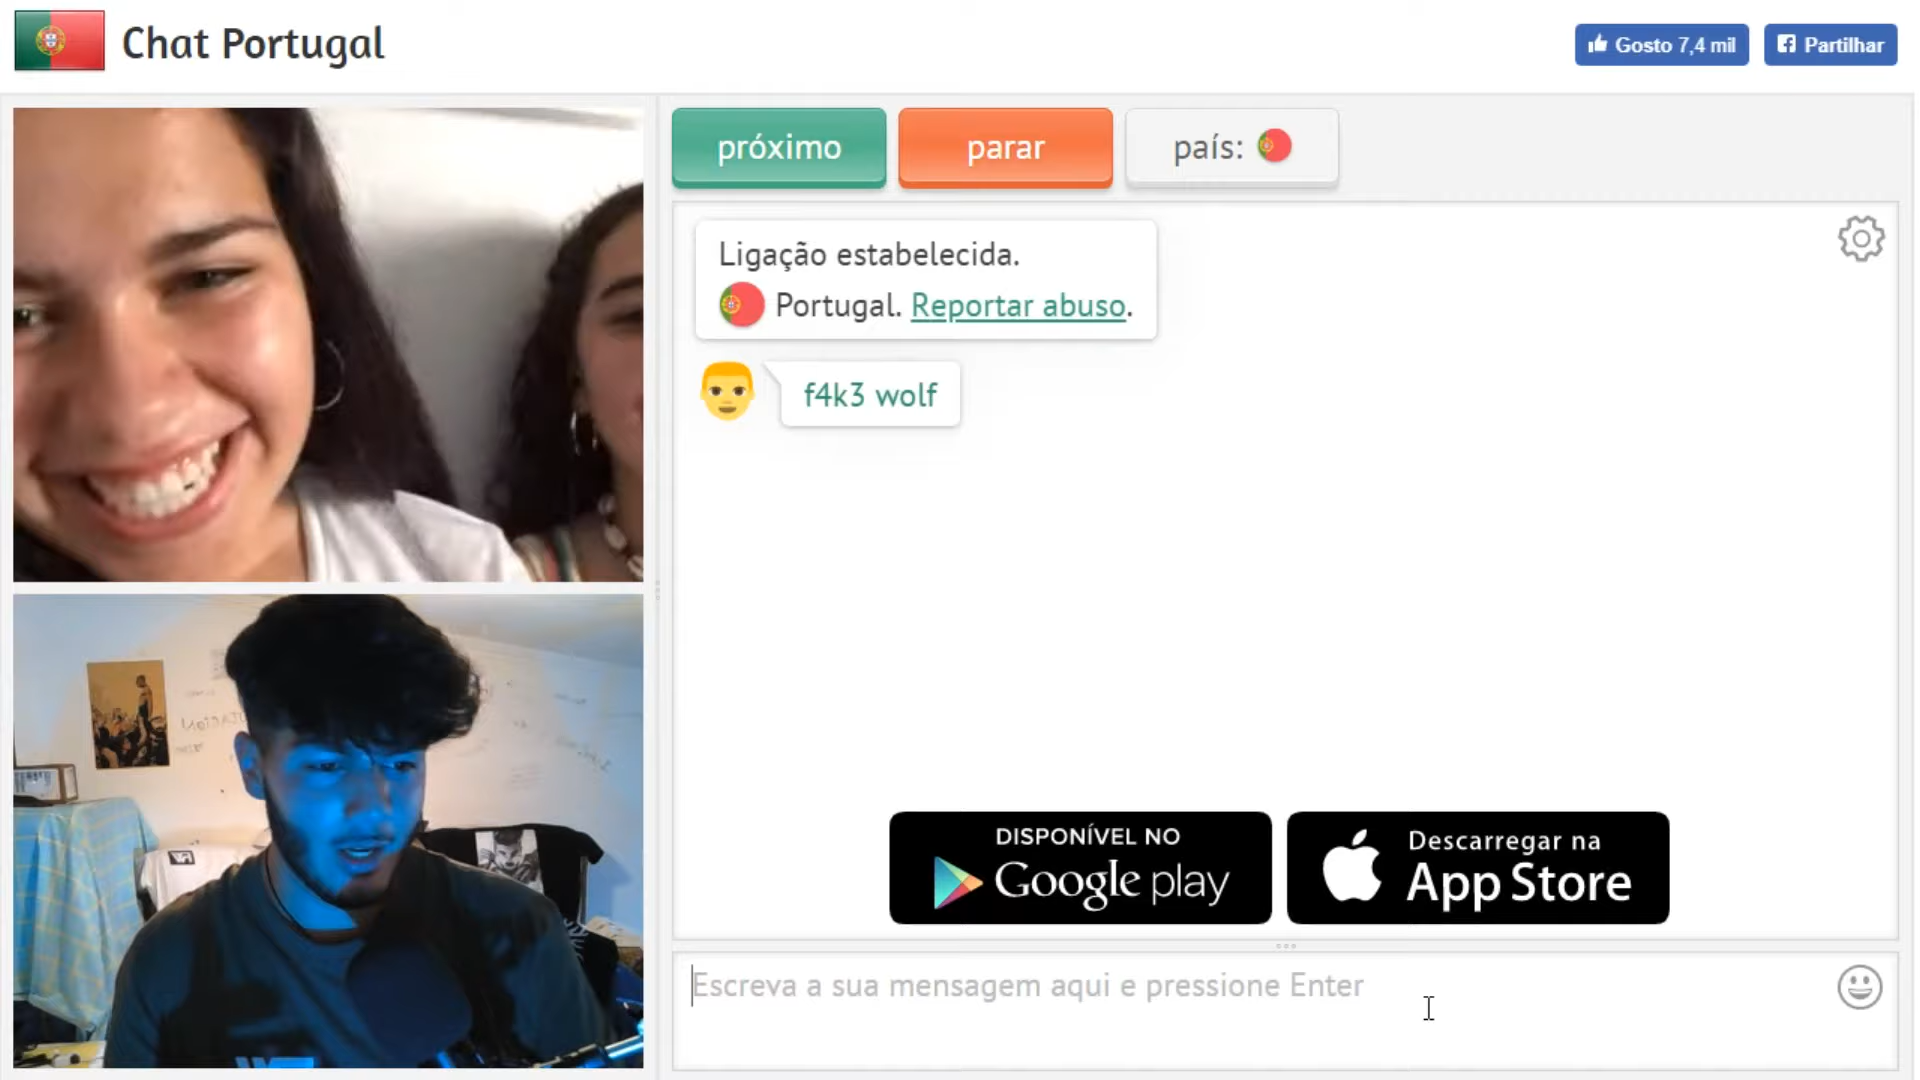 Chat Portugal
Gosto 7,4 mil
Partilhar
próximo
parar
país:
Ligação estabelecida.
Portugal. Reportar abuso.
f4k3 wolf
DISPONÍVEL NO
Google play
Descarregar na
App Store
Escreva a sua mensagem aqui e pressione Enter